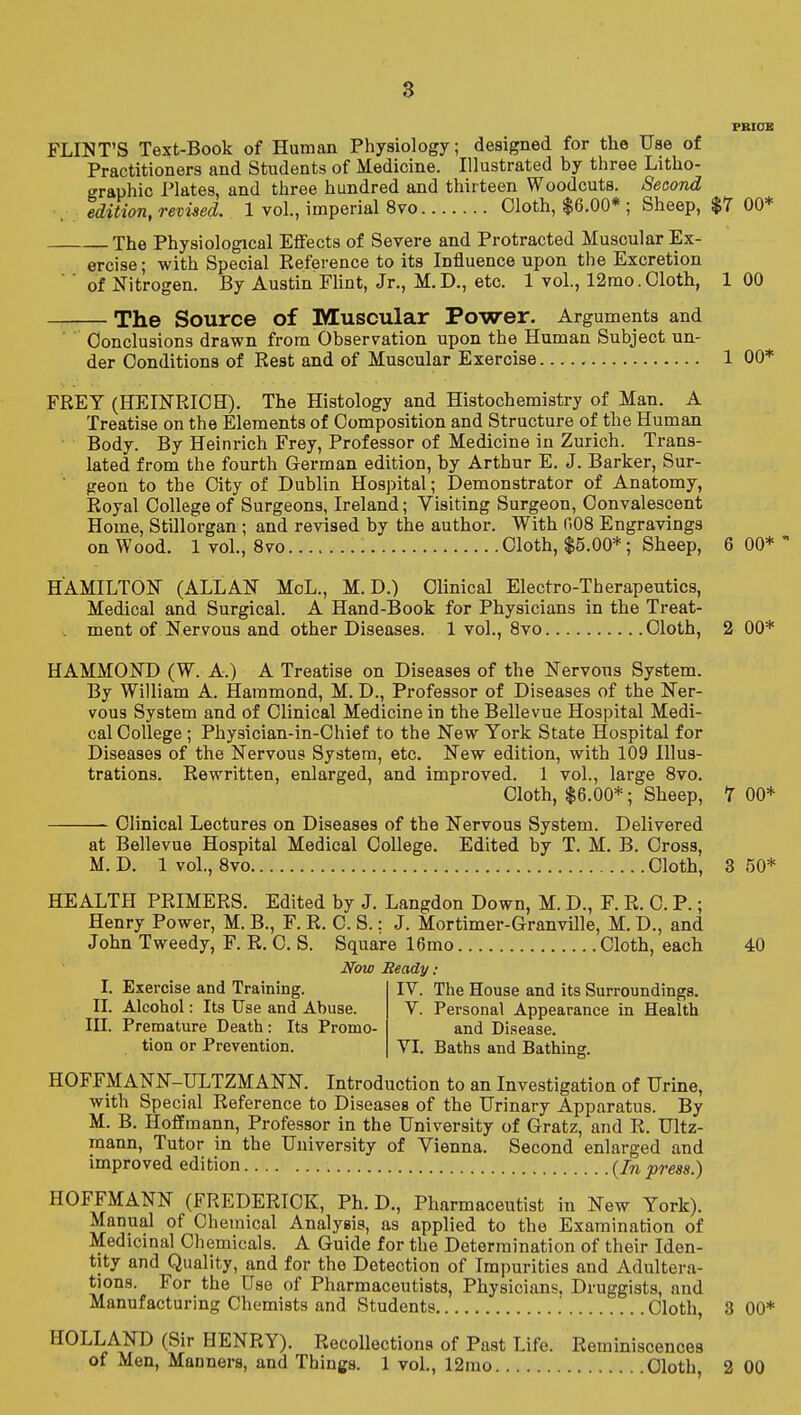 3
PRICE
FLINT'S Text-Book of Human Physiology; designed for the Use of
Practitioners and Students of Medicine. Illustrated by three Litho-
graphic Plates, and three hundred and thirteen Woodcuts. Second
edition, revised. 1 vol., imperial 8vo....... Cloth, $6.00*; Sheep, $7 00*
——— The Physiological Effects of Severe and Protracted Muscular Ex-
ercise; with Special Reference to its Influence upon the Excretion
of Nitrogen. By Austin Flint, Jr., M.D., etc. 1 vol., 12mo. Cloth, 1 00
——— The Source of Muscular Power. Arguments and
Conclusions drawn from Observation upon the Human Subject un-
der Conditions of Rest and of Muscular Exercise................ 1 00*
FREY (HEINRICH). The Histology and Histochemistry of Man. A
Treatise on the Elements of Composition and Structure of the Human
Body. By Heinrich Frey, Professor of Medicine in Zurich. Trans-
lated from the fourth German edition, by Arthur E. J. Barker, Sur-
geon to the City of Dublin Hospital; Demonstrator of Anatomy,
Royal College of Surgeons, Ireland; Visiting Surgeon, Convalescent
Home, Stillorgan; and revised by the author. With 608 Engravings
on Wood. 1 vol., 8vo........................Cloth, $5.00*; Sheep, 6 00*
HAMILTON (ALLAN McL., M. D.) Clinical Electro-Therapeutics,
Medical and Surgical. A Hand-Book for Physicians in the Treat-
ment of Nervous and other Diseases. 1 vol., 8vo..........Cloth, 2 00*
HAMMOND (W. A.) A Treatise on Diseases of the Nervous System.
By William A. Hammond, M. D., Professor of Diseases of the Ner-
vous System and of Clinical Medicine in the Bellevue Hospital Medi-
cal College; Physician-in-Chief to the New York State Hospital for
Diseases of the Nervous System, etc. New edition, with 109 Illus-
trations. Rewritten, enlarged, and improved. 1 vol., large 8vo.
Cloth, $6.00*; Sheep, 7 00*
——— Clinical Lectures on Diseases of the Nervous System. Delivered
at Bellevue Hospital Medical College. Edited by T. M. B. Cross,
M. D. 1 vol., 8vo......................................Cloth, 3 50*
HEALTH PRIMERS. Edited by J. Langdon Down, M. D., F. R. C. P.;
Henry Power, M. B., F. R. C. S.; J. Mortimer-Granville, M. D., and
John Tweedy, F. R. C. S. Square 16mo..............Cloth, each 40
Now Ready:
I. Exercise and Training.
II. Alcohol: Its Use and Abuse.
III. Premature Death: Its Promo-
tion or Prevention.
IV. The House and its Surroundings.
V. Personal Appearance in Health
and Disease.
VI. Baths and Bathing.
HOFFMANN-ULTZMANN. Introduction to an Investigation of Urine,
with Special Reference to Diseases of the Urinary Apparatus. By
M. B. Hoffmann, Professor in the University of Gratz, and R. Ultz-
mann, Tutor in the University of Vienna. Second enlarged and
improved edition.......................................(In press.)
HOFFMANN (FREDERICK, Ph. D., Pharmaceutist in New York).
Manual of Chemical Analysis, as applied to the Examination of
Medicinal Chemicals. A Guide for the Determination of their Iden-
tity and Quality, and for the Detection of Impurities and Adultera-
tions. For the Use of Pharmaceutists, Physicians, Druggists, and
Manufacturing Chemists and Students....................Cloth, 3 00*
HOLLAND (Sir HENRY). Recollections of Past Life. Reminiscences
of Men, Manners, and Things. 1 vol., 12mo...............Cloth, 2 00